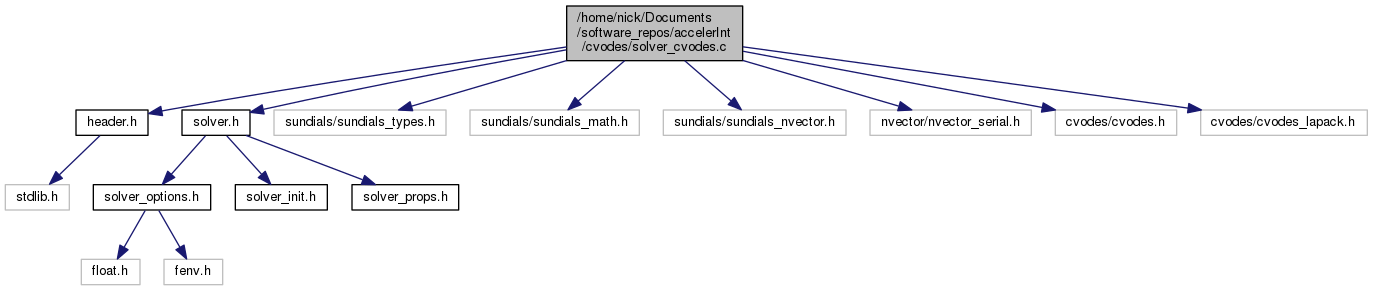 /home/nick/Documents
/software_repos/accelerInt
/cvodes/solver_cvodes.c
header.h
solver.h
sundials/sundials_types.h
sundials/sundials_math.h
sundials/sundials_nvector.h
nvector/nvector_serial.h
cvodes/cvodes.h
cvodes/cvodes_lapack.h
stdlib.h
solver_options.h
solver_init.h
solver_props.h
float.h
fenv.h